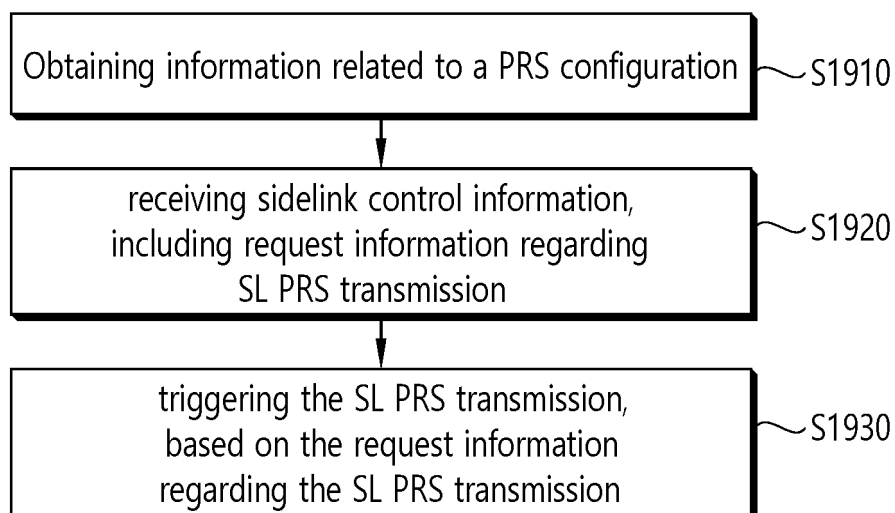 Obtaining information related to a PRS configuration
S1910
receiving sidelink control information,
including request information regarding
SL PRS transmission
S1920
triggering the SL PRS transmission,
based on the request information
regarding the SL PRS transmission
S1930